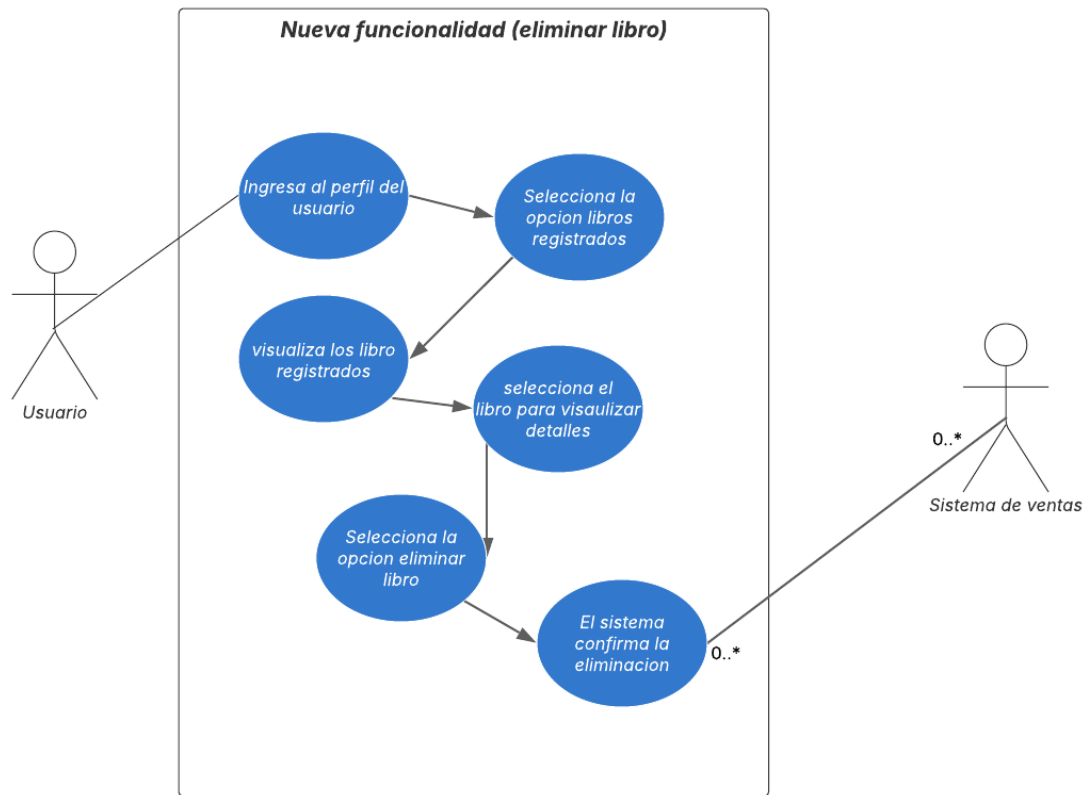 Nueva funcionalidad (eliminar libro)
Ingresa al perfil del
usuario
Selecciona la
opcion libros
registrados
visualiza los libro
registrados
selecciona el
libro para visaulizar
detalles
Usuario
0..*
Sistema de ventas
Selecciona la
opcion eliminar
libro
El sistema
confirma la
eliminacion
0..*